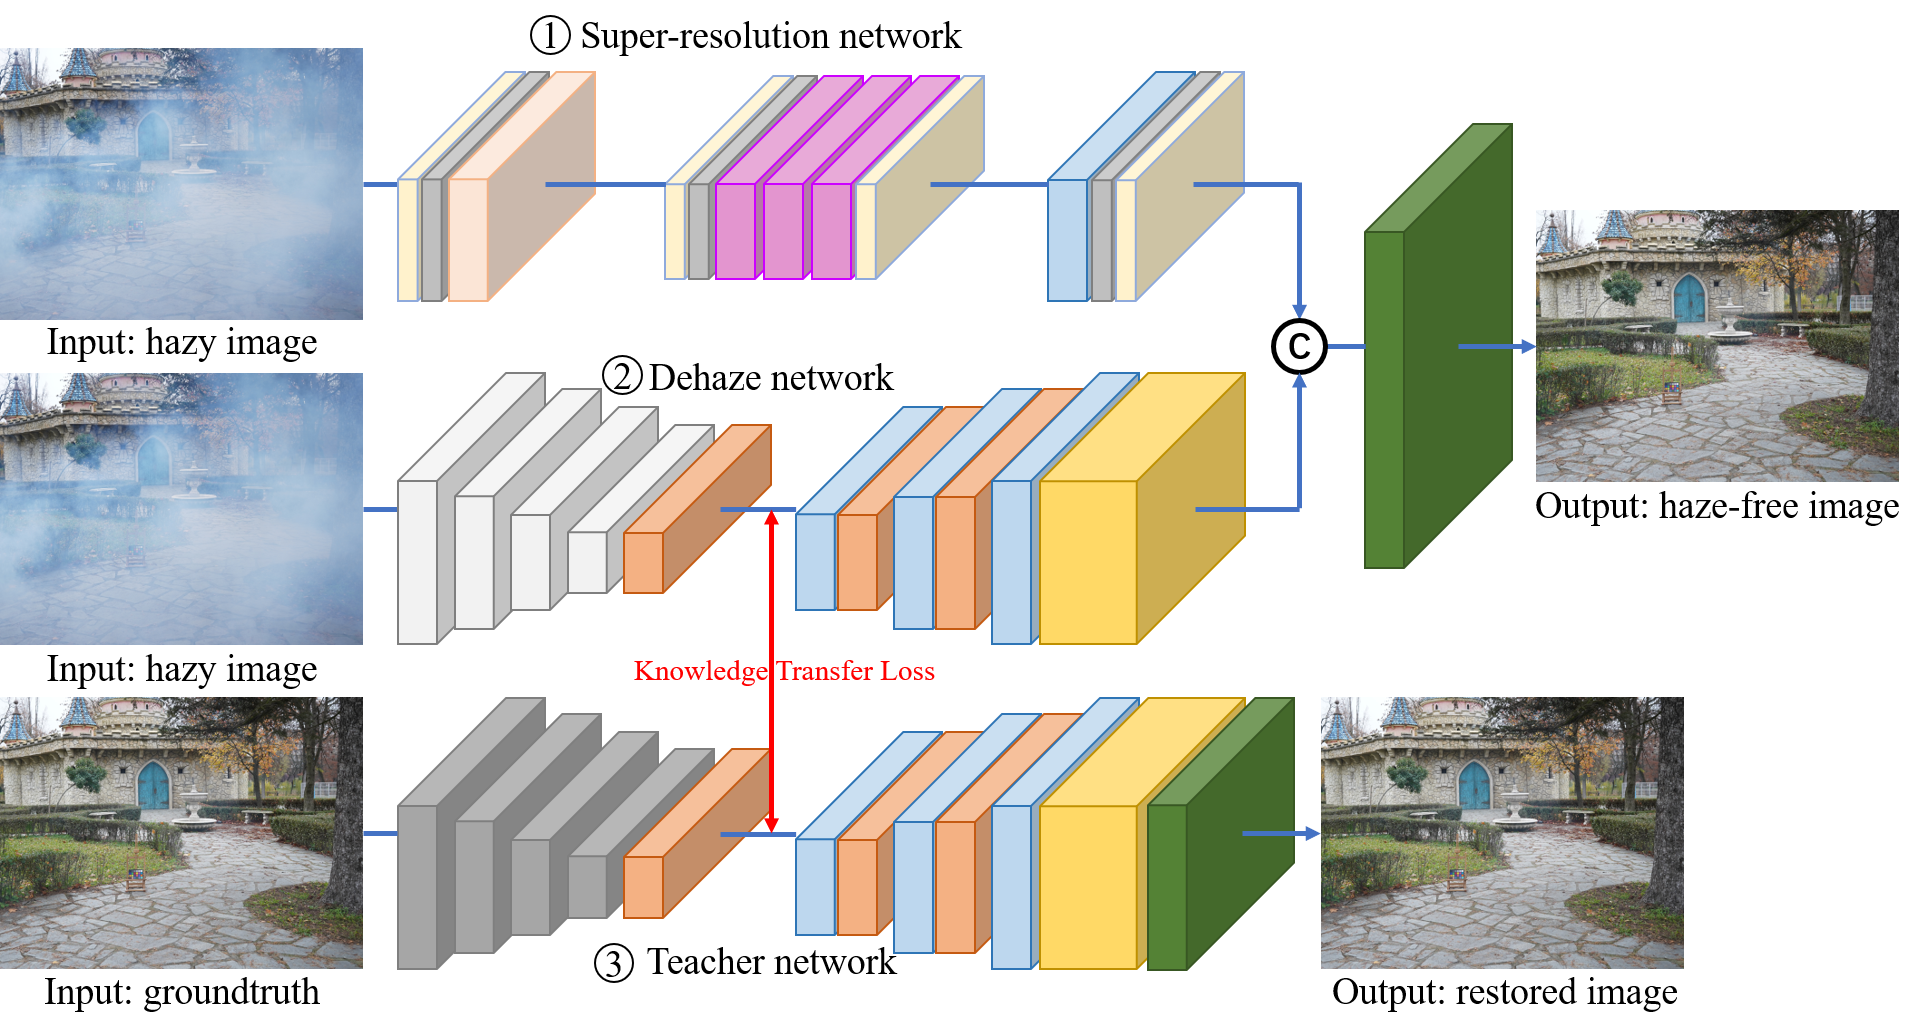 ① Super-resolution network
Input: hazy image
② Dehaze network
C
Output: haze-free image
Input: hazy image
Knowledge Transfer Loss
③ Teacher network
Input: groundtruth
Output: restored image